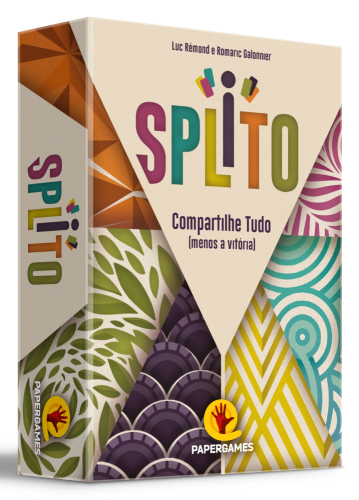 Luc Rémond e Romaric Galonnier
SPLITO
Compartilhe Tudo
(menos a vitória)
PAPERGAMES
SPLITO
PAPERGAMES